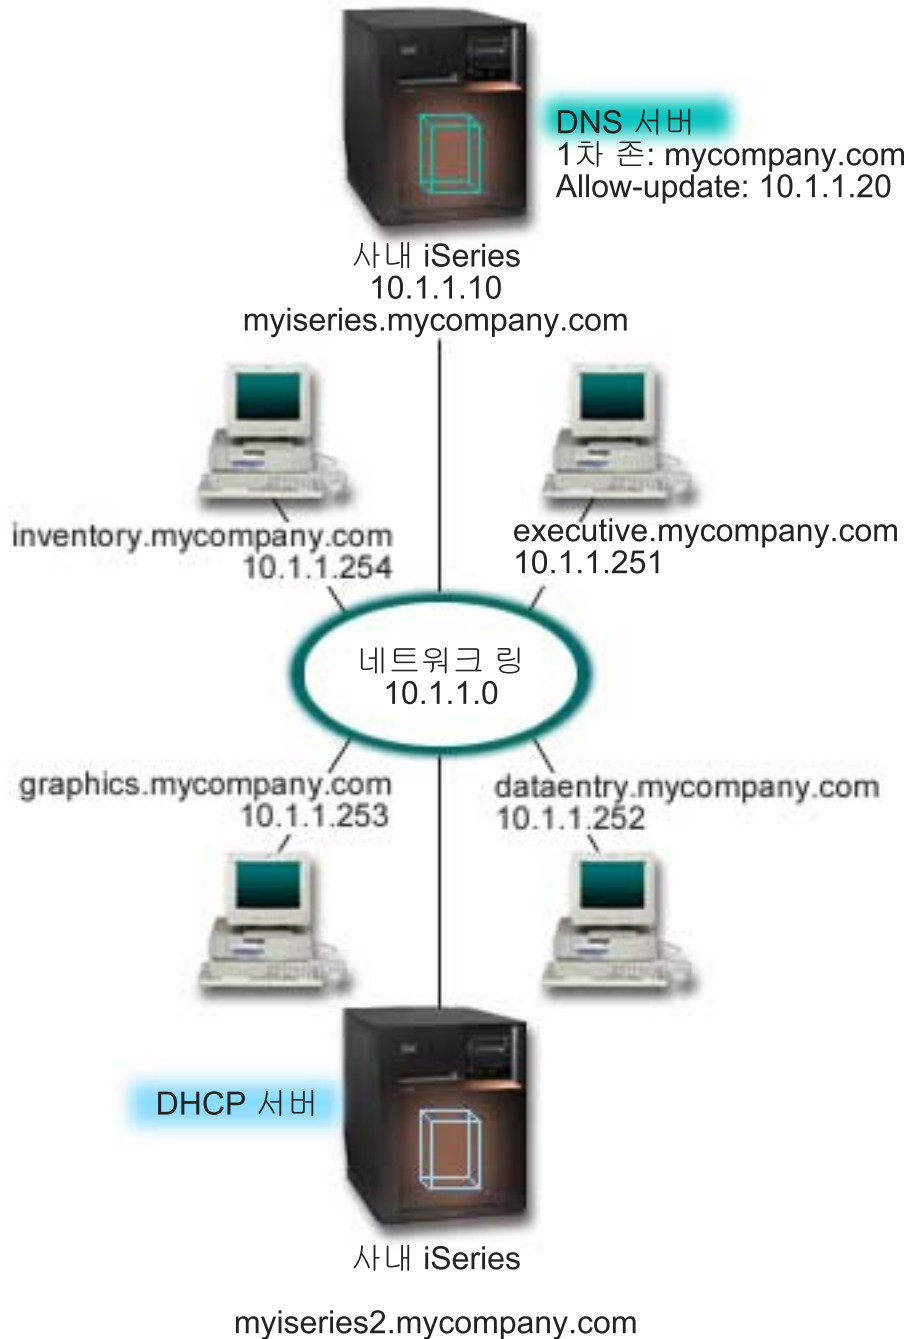 DNS 서버
1차 존: mycompany.com
Allow-update: 10.1.1.20
사내 iSeries
10.1.1.10
myiseries.mycompany.com
inventory.mycompany.com
10.1.1.254
executive.mycompany.com
10.1.1.251
네트워크 링
10.1.1.0
graphics.mycompany.com
10.1.1.253
dataentry.mycompany.com
10.1.1.252
DHCP 서버
사내 iSeries
myiseries2.mycompany.com